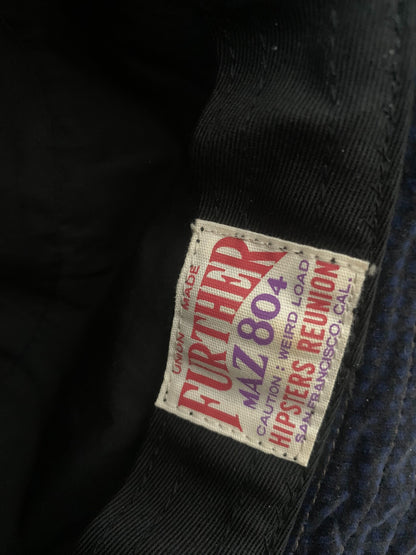 UNION MADE
FURTHER
MAZ 804
CAUTION : WEIRD LOAD
HIPSTERS REUNION
SAN FRANCISCO, CAL.